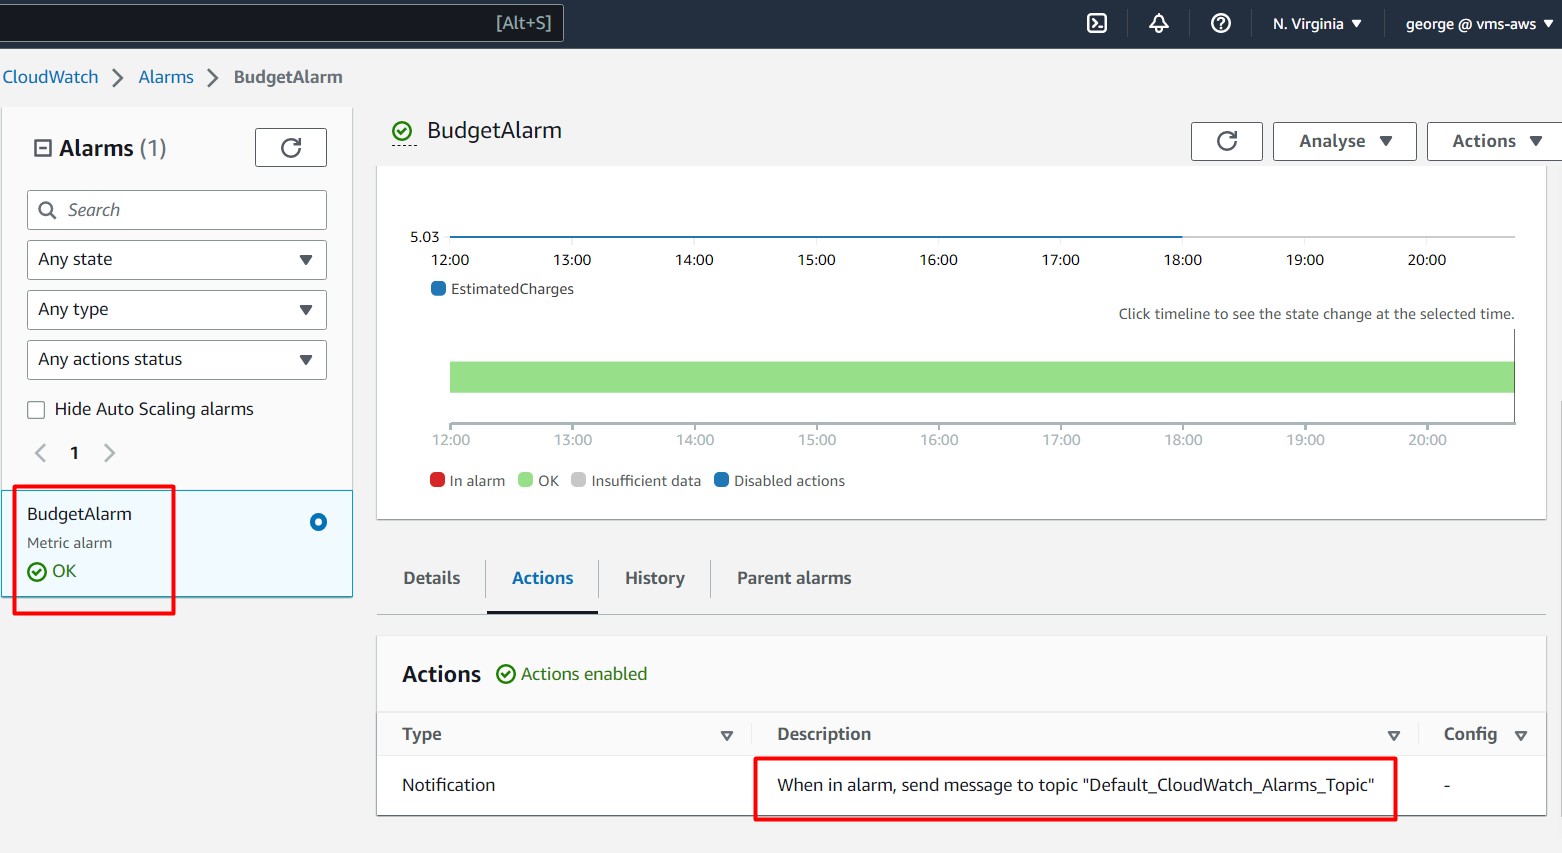 [Alt+S]
N. Virginia
george @ vms-aws
CloudWatch
Alarms
BudgetAlarm
Alarms (1)
Search
Any state
Any type
Any actions status
Hide Auto Scaling alarms
1
BudgetAlarm
Metric alarm
OK
BudgetAlarm
Analyse
Actions
5.03
12:00 13:00 14:00 15:00 16:00 17:00 18:00 19:00 20:00
EstimatedCharges
Click timeline to see the state change at the selected time.
12:00 13:00 14:00 15:00 16:00 17:00 18:00 19:00 20:00
In alarm OK Insufficient data Disabled actions
Details Actions History Parent alarms
Actions Actions enabled
Type Description Config
Notification When in alarm, send message to topic "Default_CloudWatch_Alarms_Topic" -